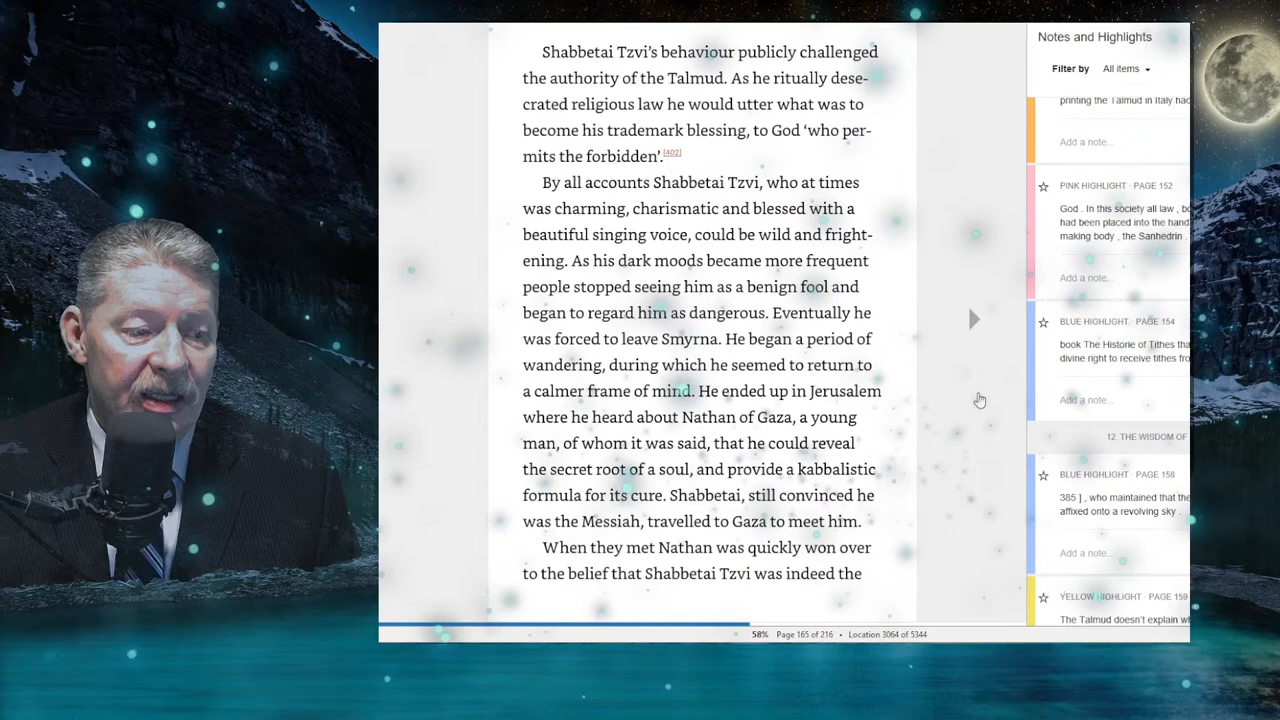 Shabbetai Tzvi's behaviour publicly challenged
the authority of the Talmud. As he ritually dese-
crated religious law he would utter what was to
become his trademark blessing, to God ‘who per-
mits the forbidden’.[402]
By all accounts Shabbetai Tzvi, who at times
was charming, charismatic and blessed with a
beautiful singing voice, could be wild and fright-
ening. As his dark moods became more frequent
people stopped seeing him as a benign fool and
began to regard him as dangerous. Eventually he
was forced to leave Smyrna. He began a period of
wandering, during which he seemed to return to
a calmer frame of mind. He ended up in Jerusalem
where he heard about Nathan of Gaza, a young
man, of whom it was said, that he could reveal
the secret root of a soul, and provide a kabbalistic
formula for its cure. Shabbetai, still convinced he
was the Messiah, travelled to Gaza to meet him.
When they met Nathan was quickly won over
to the belief that Shabbetai Tzvi was indeed the
58% Page 165 of 216 • Location 3064 of 5344
Notes and Highlights
Filter by All items
printing the Talmud in Italy had
Add a note...
PINK HIGHLIGHT · PAGE 152
God . In this society all law , bo
had been placed into the hand
making body , the Sanhedrin .
Add a note...
BLUE HIGHLIGHT · PAGE 154
book The Historie of Tithes tha
divine right to receive tithes fro
Add a note...
12. THE WISDOM OF
BLUE HIGHLIGHT · PAGE 158
385 ] , who maintained that the
affixed onto a revolving sky .
Add a note...
YELLOW HIGHLIGHT · PAGE 159
The Talmud doesn't explain wh